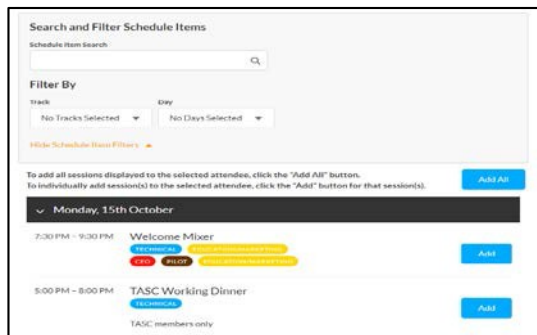 Search and Filter Schedule Items
Schedule Item Search
Filter By
Track Day
No Tracks Selected No Days Selected
Hide Schedule Item Filters
To add all sessions displayed to the selected attendee, click the "Add All" button.
To individually add session(s) to the selected attendee, click the "Add" button for that session(s).
Add All
Monday, 15th October
7:30 PM - 9:30 PM Welcome Mixer
TECHNICAL EDUCATION/MARKETING
CEO PILOT EDUCATION/MARKETING
Add
5:00 PM - 8:00 PM TASC Working Dinner
TECHNICAL
Add
TASC members only